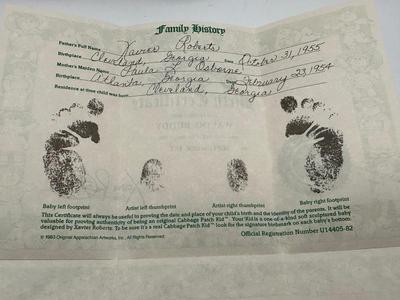 Family History
Father's Full Name Xavier Roberts
Birthplace Cleveland, Georgia Date October 31, 1955
Mother's Maiden Name Paula L. Osborne
Birthplace Atlanta, Georgia Date February 23, 1954
Residence at time child was born Cleveland, Georgia
Baby left footprint Artist left thumbprint Artist right thumbprint Baby right footprint
This Certificate will always be useful to proving the date and place of your child's birth and the identity of the parents. It will be
valuable for proving authenticity of being an original Cabbage Patch Kid™. Your 'Kid is a one-of-a-kind soft sculptured baby
designed by Xavier Roberts. To be sure it's a real Cabbage Patch Kid™ look for the signature birthmark on each baby's bottom.
© 1983 Original Appalachian Artworks, Inc., All Rights Reserved. Official Registration Number U14405-82